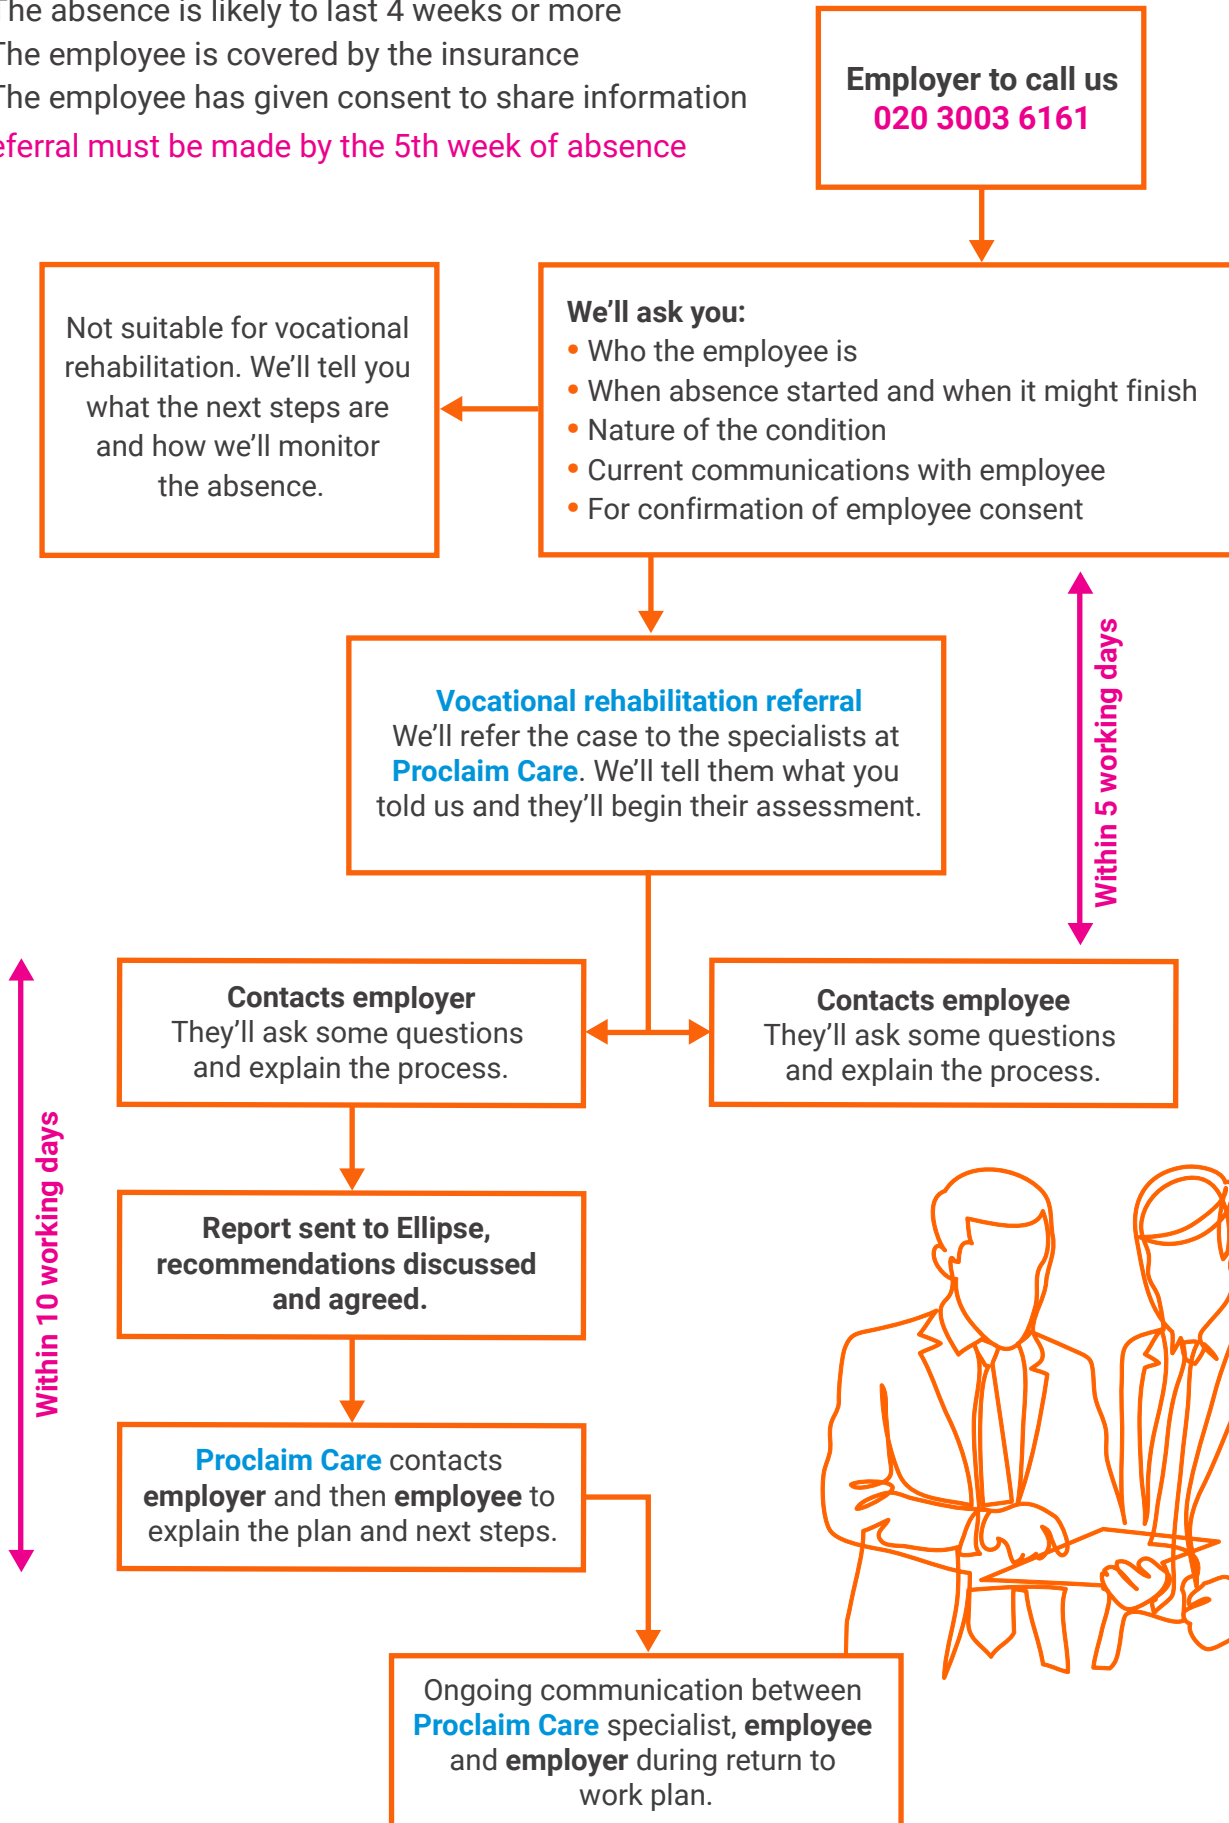 The absence is likely to last 4 weeks or more
The employee is covered by the insurance
The employee has given consent to share information
eferral must be made by the 5th week of absence
Employer to call us
020 3003 6161
Not suitable for vocational
rehabilitation. We’ll tell you
what the next steps are
and how we’ll monitor
the absence.
We’ll ask you:
• Who the employee is
• When absence started and when it might finish
• Nature of the condition
• Current communications with employee
• For confirmation of employee consent
Within 5 working days
Vocational rehabilitation referral
We’ll refer the case to the specialists at
Proclaim Care. We’ll tell them what you
told us and they’ll begin their assessment.
Contacts employer
They’ll ask some questions
and explain the process.
Contacts employee
They’ll ask some questions
and explain the process.
Within 10 working days
Report sent to Ellipse,
recommendations discussed
and agreed.
Proclaim Care contacts
employer and then employee to
explain the plan and next steps.
Ongoing communication between
Proclaim Care specialist, employee
and employer during return to
work plan.